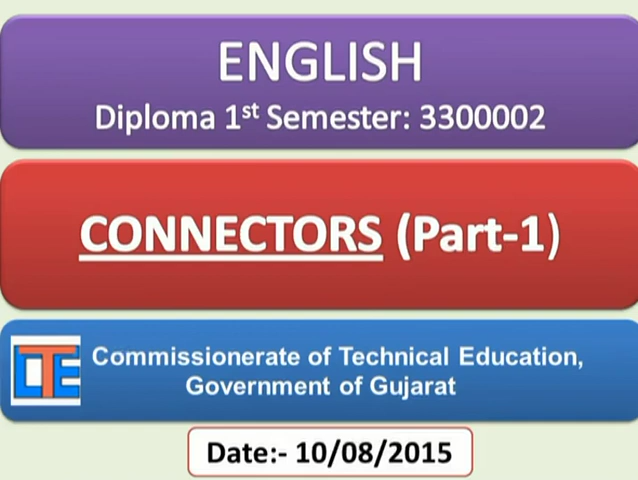 ENGLISH
Diploma 1st Semester: 3300002
CONNECTORS (Part-1)
CTE
Commissionerate of Technical Education,
Government of Gujarat
Date:- 10/08/2015